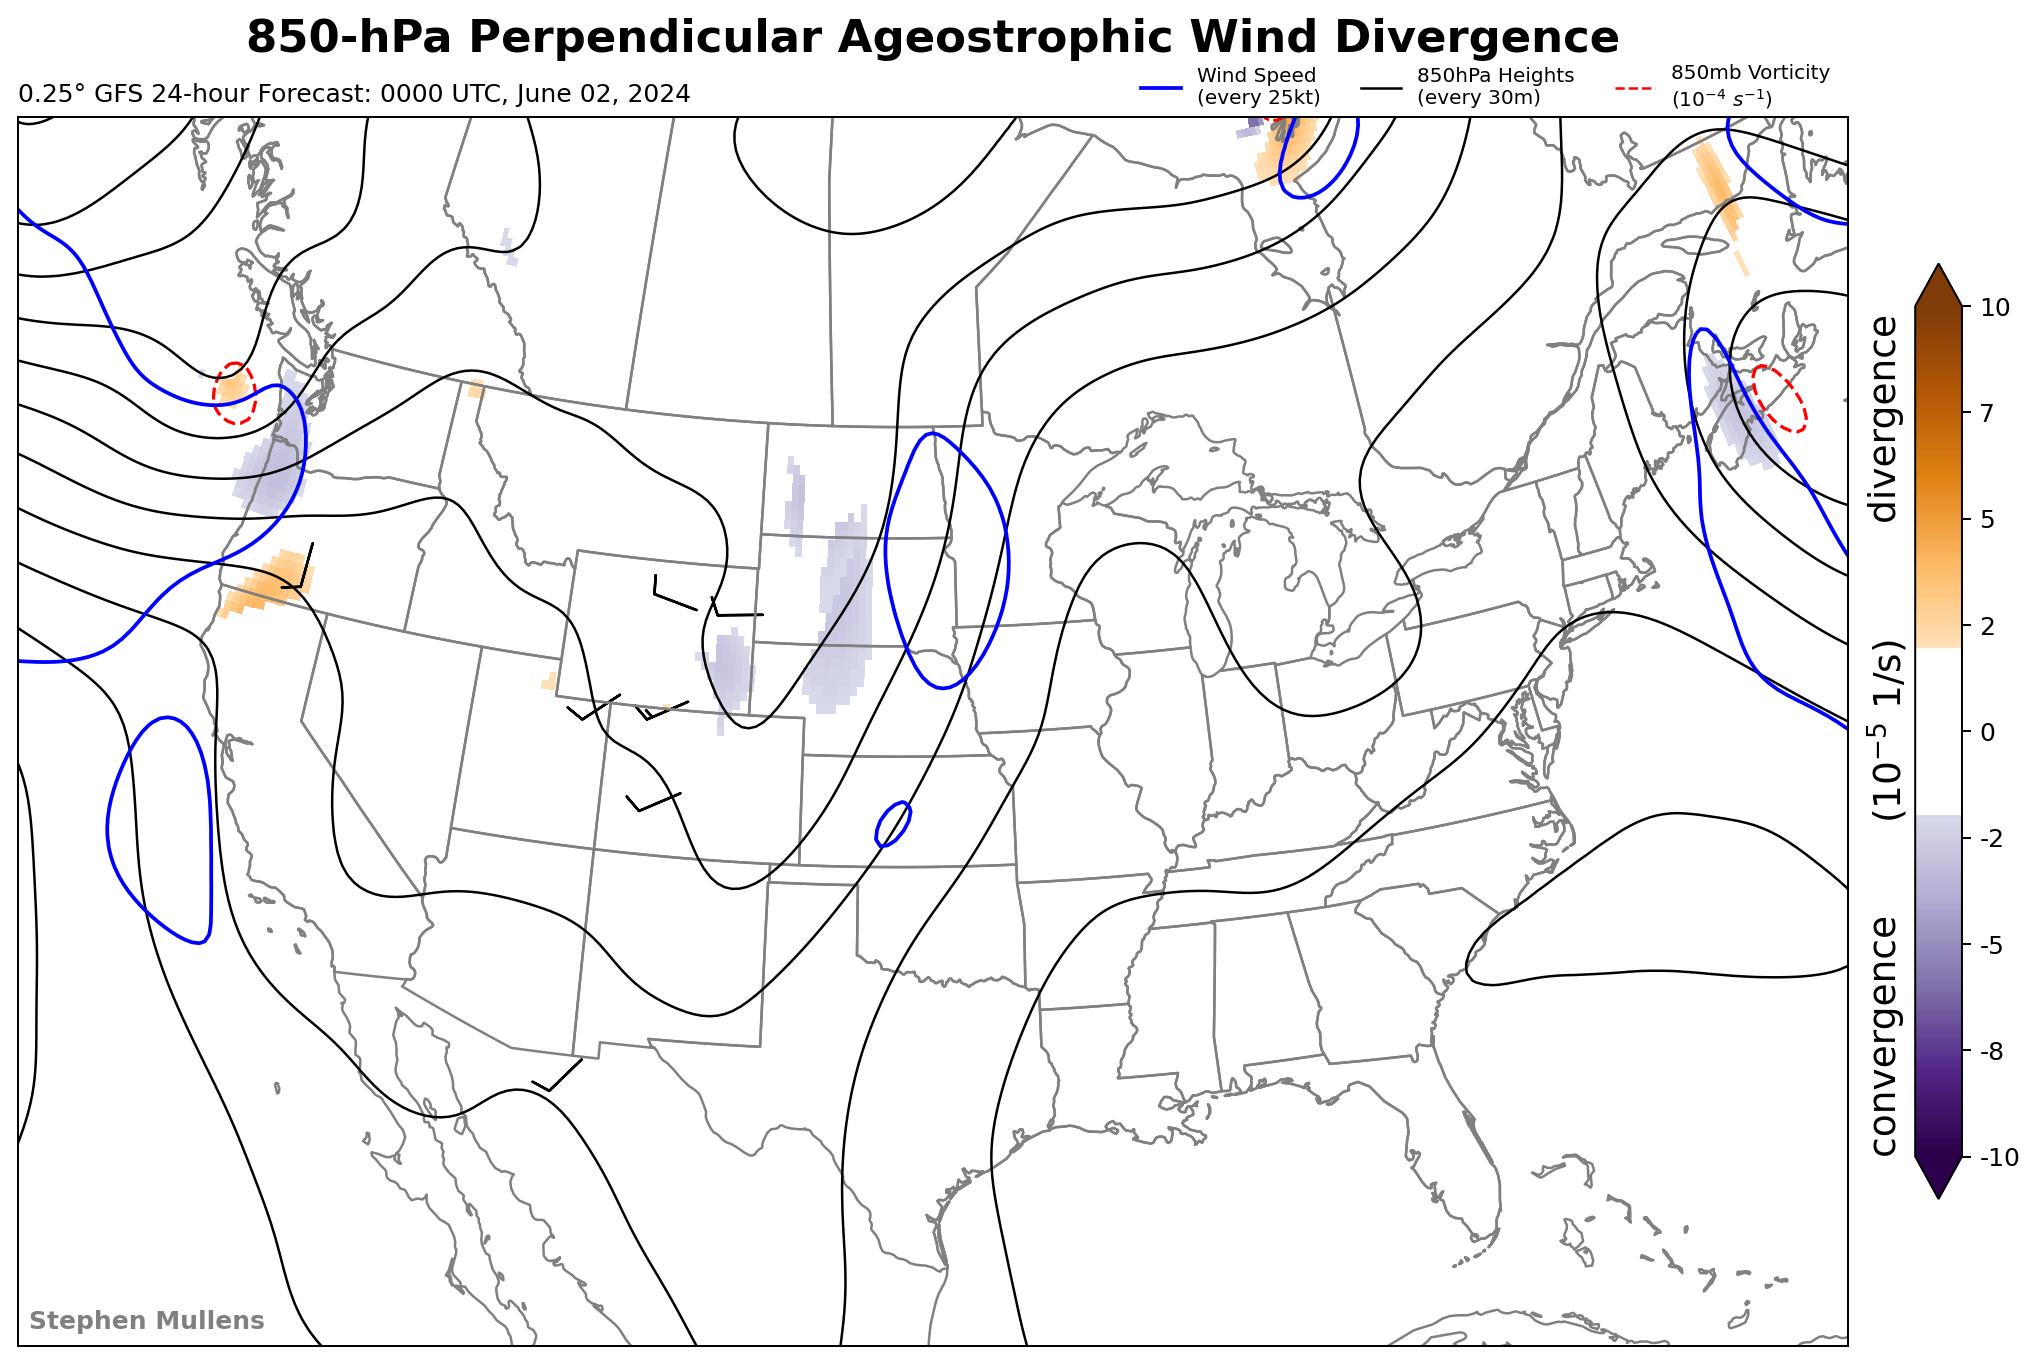 850-hPa Perpendicular Ageostrophic Wind Divergence
0.25° GFS 24-hour Forecast: 0000 UTC, June 02, 2024
Wind Speed
(every 25kt)
850hPa Heights
(every 30m)
850mb Vorticity
(10⁻⁴ s⁻¹)
10
7
5
2
0
-2
-5
-8
-10
convergence (10⁻⁵ 1/s) divergence
Stephen Mullens